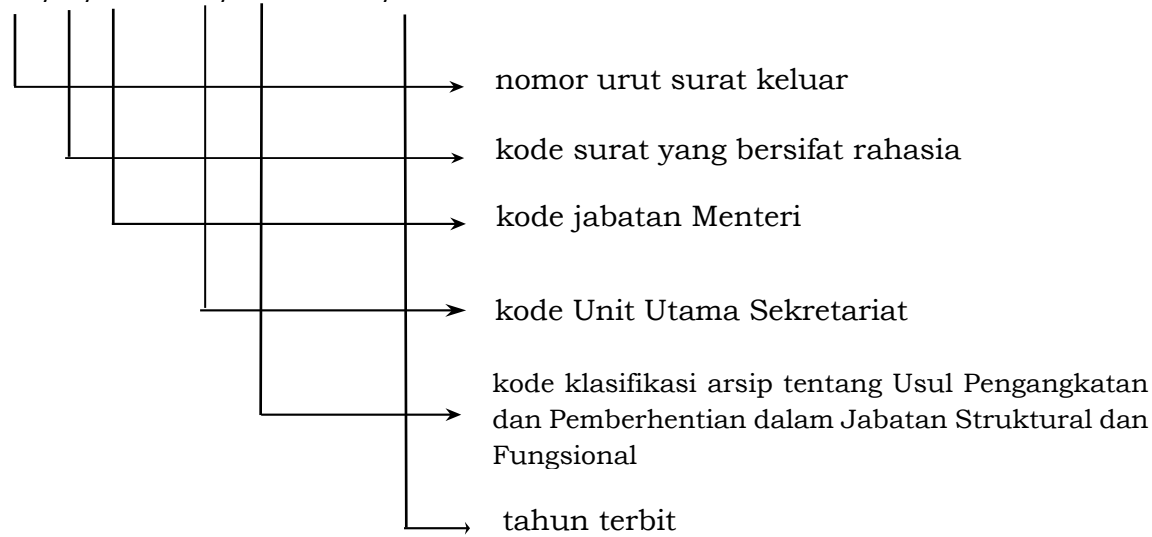 nomor urut surat keluar
kode surat yang bersifat rahasia
kode jabatan Menteri
kode Unit Utama Sekretariat
kode klasifikasi arsip tentang Usul Pengangkatan
dan Pemberhentian dalam Jabatan Struktural dan
Fungsional
tahun terbit